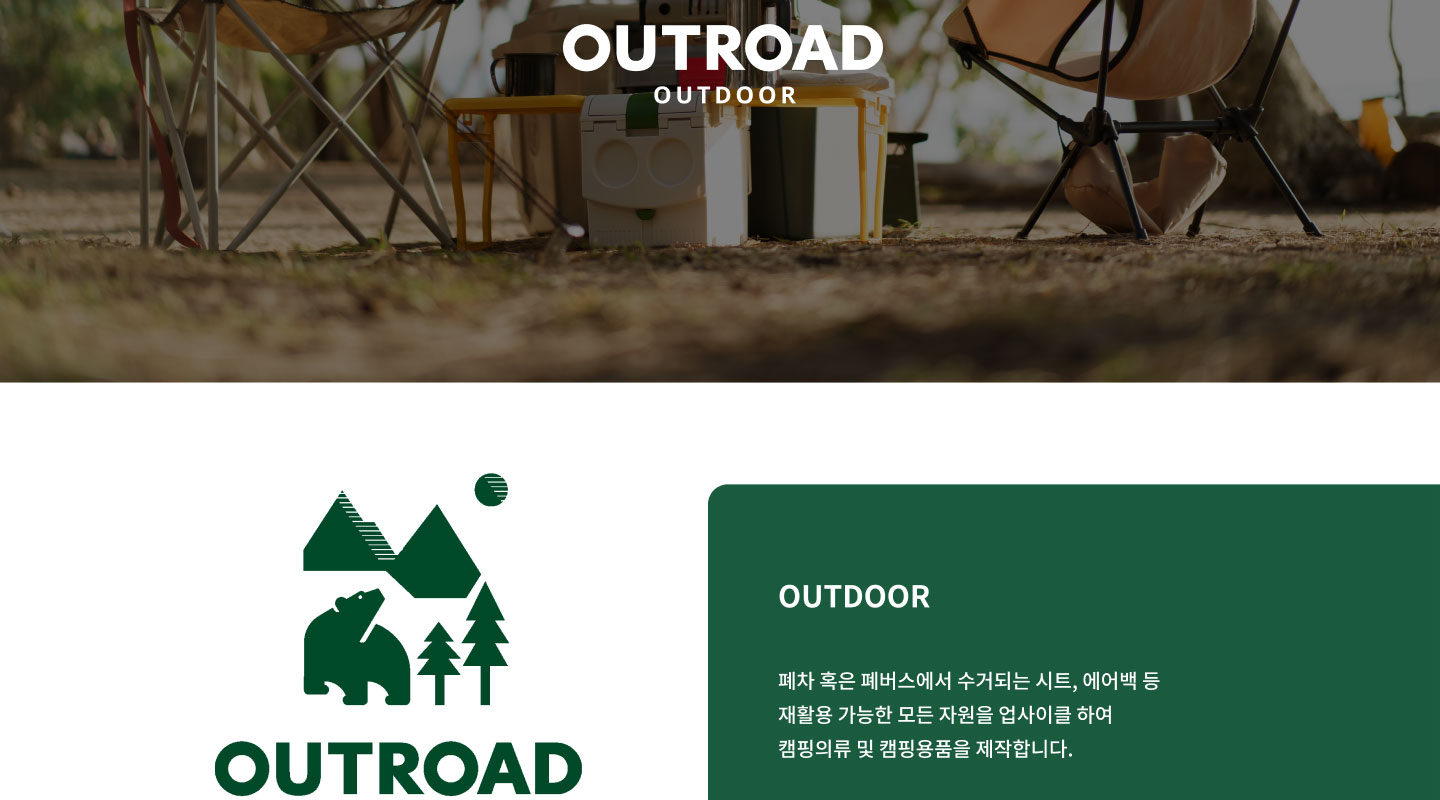 OUTROAD
OUTDOOR
OUTROAD
OUTDOOR
폐차 혹은 폐버스에서 수거되는 시트, 에어백 등
재활용 가능한 모든 자원을 업사이클 하여
캠핑의류 및 캠핑용품을 제작합니다.